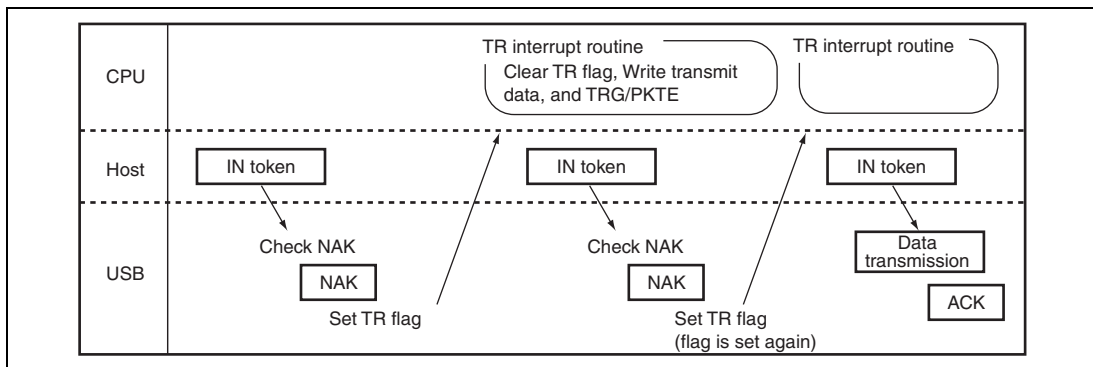 CPU
TR interrupt routine
Clear TR flag, Write transmit
data, and TRG/PKTE
TR interrupt routine
Host
IN token
IN token
IN token
USB
Check NAK
NAK
Set TR flag
Check NAK
NAK
Set TR flag
(flag is set again)
Data
transmission
ACK